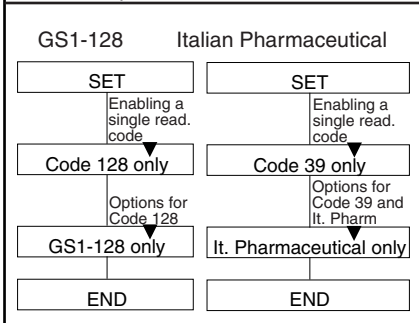 GS1-128
Italian Pharmaceutical
SET
Enabling a
single read.
code
Code 128 only
Options for
Code 128
GS1-128 only
END
SET
Enabling a
single read.
code
Code 39 only
Options for
Code 39 and
It. Pharm
It. Pharmaceutical only
END